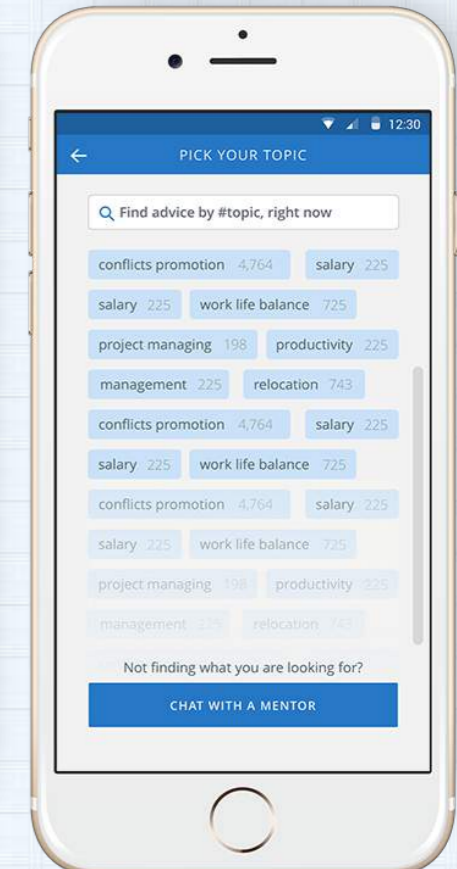 12:30
PICK YOUR TOPIC
Find advice by #topic, right now
conflicts promotion 4,764 salary 225
salary 225 work life balance 725
project managing 198 productivity 225
management 225 relocation 743
conflicts promotion 4,764 salary 225
salary 225 work life balance 725
conflicts promotion 4,764 salary 225
salary 225 work life balance 725
project managing 198 productivity 225
management 225 relocation 743
Not finding what you are looking for?
CHAT WITH A MENTOR